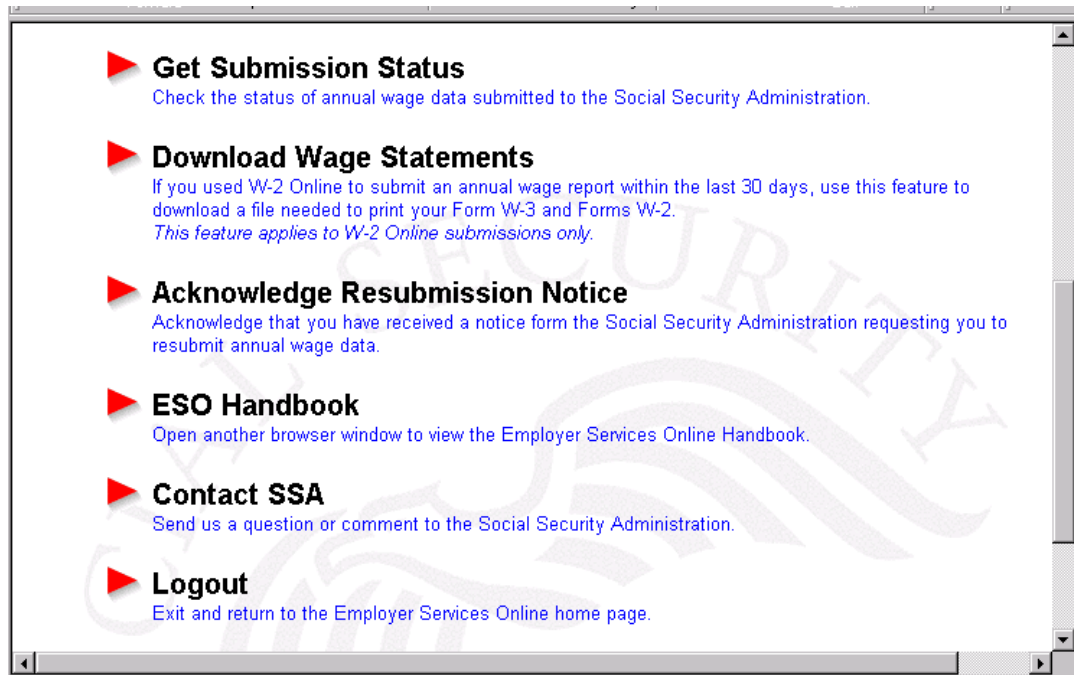 Get Submission Status
Check the status of annual wage data submitted to the Social Security Administration.
Download Wage Statements
If you used W-2 Online to submit an annual wage report within the last 30 days, use this feature to
download a file needed to print your Form W-3 and Forms W-2.
This feature applies to W-2 Online submissions only.
Acknowledge Resubmission Notice
Acknowledge that you have received a notice form the Social Security Administration requesting you to
resubmit annual wage data.
ESO Handbook
Open another browser window to view the Employer Services Online Handbook.
Contact SSA
Send us a question or comment to the Social Security Administration.
Logout
Exit and return to the Employer Services Online home page.
CIAL SECURITY